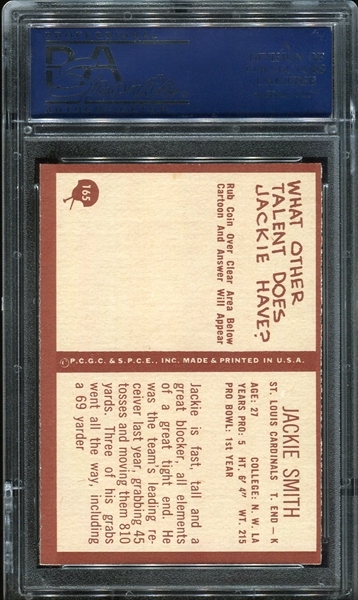 165
WHAT OTHER
TALENT DOES
JACKIE HAVE?
Rub Coin Over Clear Area Below
Cartoon And Answer Will Appear
P.C.G.C. & S.P.C.E., INC. MADE & PRINTED IN U.S.A.
JACKIE SMITH
ST. LOUIS CARDINALS T. END—K
AGE: 27 COLLEGE: N. W. LA
YEARS PRO: 5 HT. 6' 4" WT. 215
PRO BOWL: 1st YEAR
Jackie is fast, tall and a
great blocker, all elements
of a great tight end. He
was the team's leading re-
ceiver last year, grabbing 45
tosses and moving them 810
yards. Three of his grabs
went all the way, including
a 69 yarder